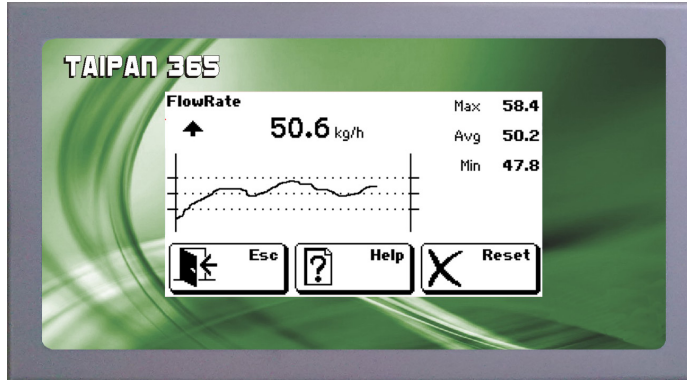 TAIPAN 365
FlowRate
50.6 kg/h
Max 58.4
Avg 50.2
Min 47.8
Esc
Help
Reset